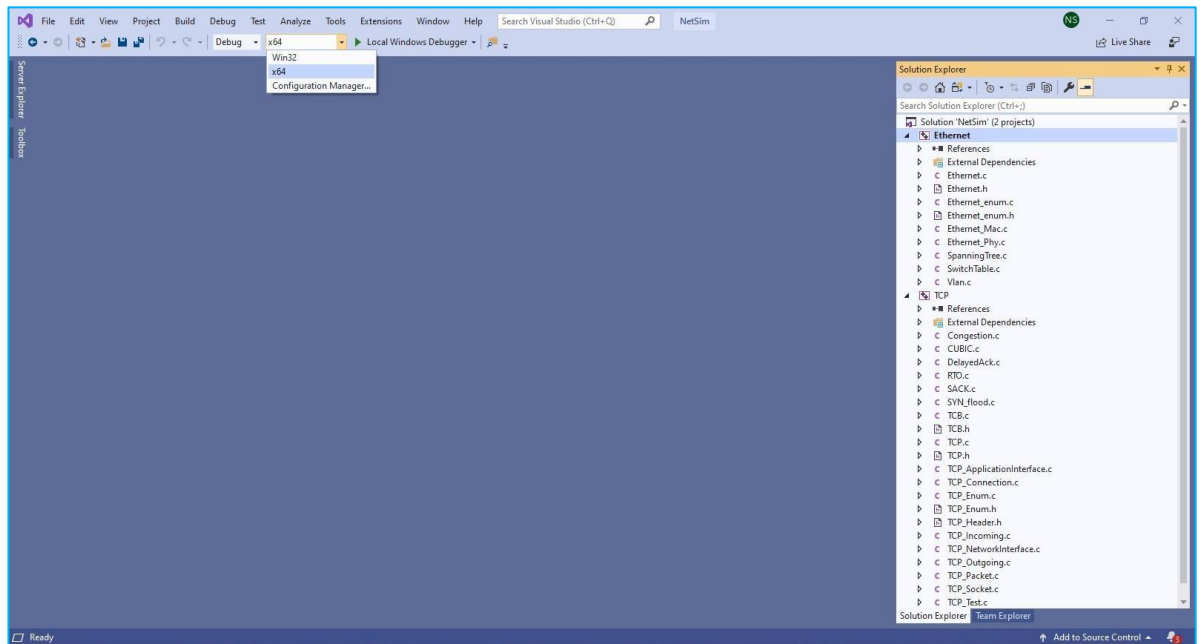 File Edit View Project Build Debug Test Analyze Tools Extensions Window Help Search Visual Studio (Ctrl+Q) NetSim NS
Debug x64 Local Windows Debugger Live Share
Win32
x64
Configuration Manager...
Server Explorer
Toolbox
Solution Explorer
Search Solution Explorer (Ctrl+;)
Solution 'NetSim' (2 projects)
Ethernet
References
External Dependencies
Ethernet.c
Ethernet.h
Ethernet_enum.c
Ethernet_enum.h
Ethernet_Mac.c
Ethernet_Phy.c
SpanningTree.c
SwitchTable.c
Vlan.c
TCP
References
External Dependencies
Congestion.c
CUBIC.c
DelayedAck.c
RTO.c
SACK.c
SYN_flood.c
TCB.c
TCB.h
TCP.c
TCP.h
TCP_ApplicationInterface.c
TCP_Connection.c
TCP_Enum.c
TCP_Enum.h
TCP_Header.h
TCP_Incoming.c
TCP_NetworkInterface.c
TCP_Outgoing.c
TCP_Packet.c
TCP_Socket.c
TCP_Test.c
Solution Explorer Team Explorer
Ready Add to Source Control 3